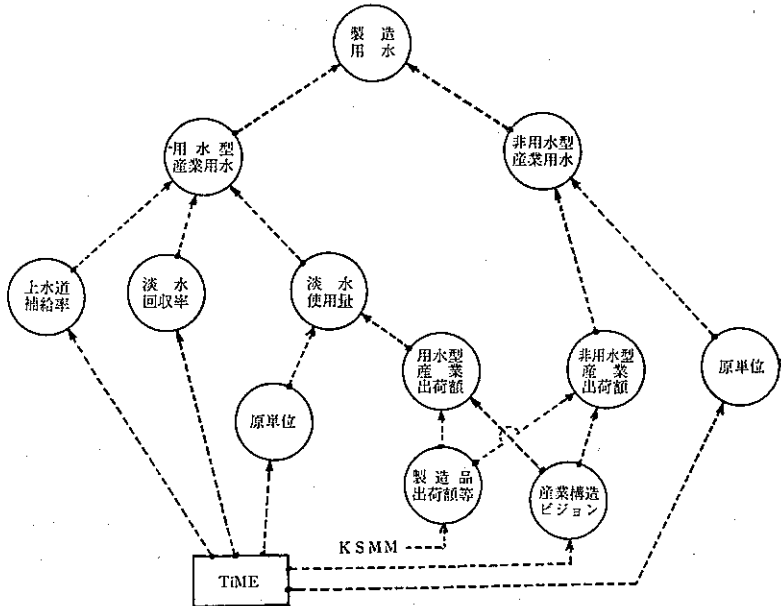 製造
用水
用水型
産業用水
非用水型
産業用水
上水道
補給率
淡水
回収率
淡水
使用量
用水型
産業
出荷額
非用水型
産業
出荷額
原単位
原単位
製造品
出荷額等
産業構造
ビジョン
KSMM
TiME